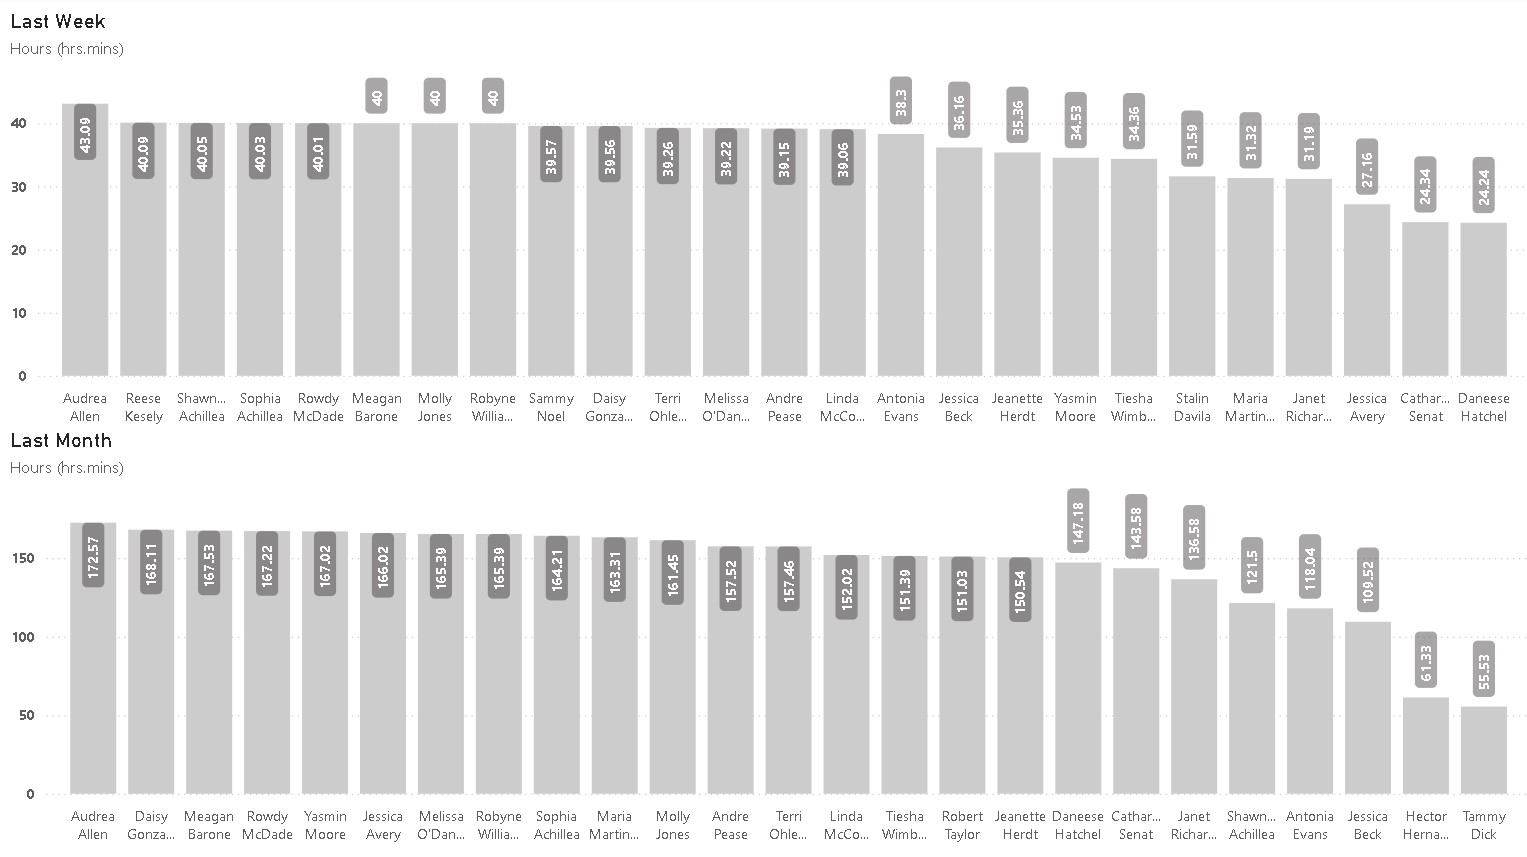 Last Week
Hours (hrs.mins)
40
30
20
10
0
43.09
40.09
40.05
40.03
40.01
40
40
40
39.57
39.56
39.26
39.22
39.15
39.06
38.3
36.16
35.36
34.53
34.36
31.59
31.32
31.19
27.16
24.34
24.24
Audrea Allen
Reese Kesely
Shawn... Achillea
Sophia Achillea
Rowdy McDade
Meagan Barone
Molly Jones
Robyne Willia...
Sammy Noel
Daisy Gonza...
Terri Ohle...
Melissa O'Dan...
Andre Pease
Linda McCo...
Antonia Evans
Jessica Beck
Jeanette Herdt
Yasmin Moore
Tiesha Wimb...
Stalin Davila
Maria Martin...
Janet Richar...
Jessica Avery
Cathar... Senat
Daneese Hatchel
Last Month
Hours (hrs.mins)
150
100
50
0
172.57
168.11
167.53
167.22
167.02
166.02
165.39
165.39
164.21
163.31
161.45
157.52
157.46
152.02
151.39
151.03
150.54
147.18
143.58
136.58
121.5
118.04
109.52
61.33
55.53
Audrea Allen
Daisy Gonza...
Meagan Barone
Rowdy McDade
Yasmin Moore
Jessica Avery
Melissa O'Dan...
Robyne Willia...
Sophia Achillea
Maria Martin...
Molly Jones
Andre Pease
Terri Ohle...
Linda McCo...
Tiesha Wimb...
Robert Taylor
Jeanette Herdt
Daneese Hatchel
Cathar... Senat
Janet Richar...
Shawn... Achillea
Antonia Evans
Jessica Beck
Hector Herna...
Tammy Dick